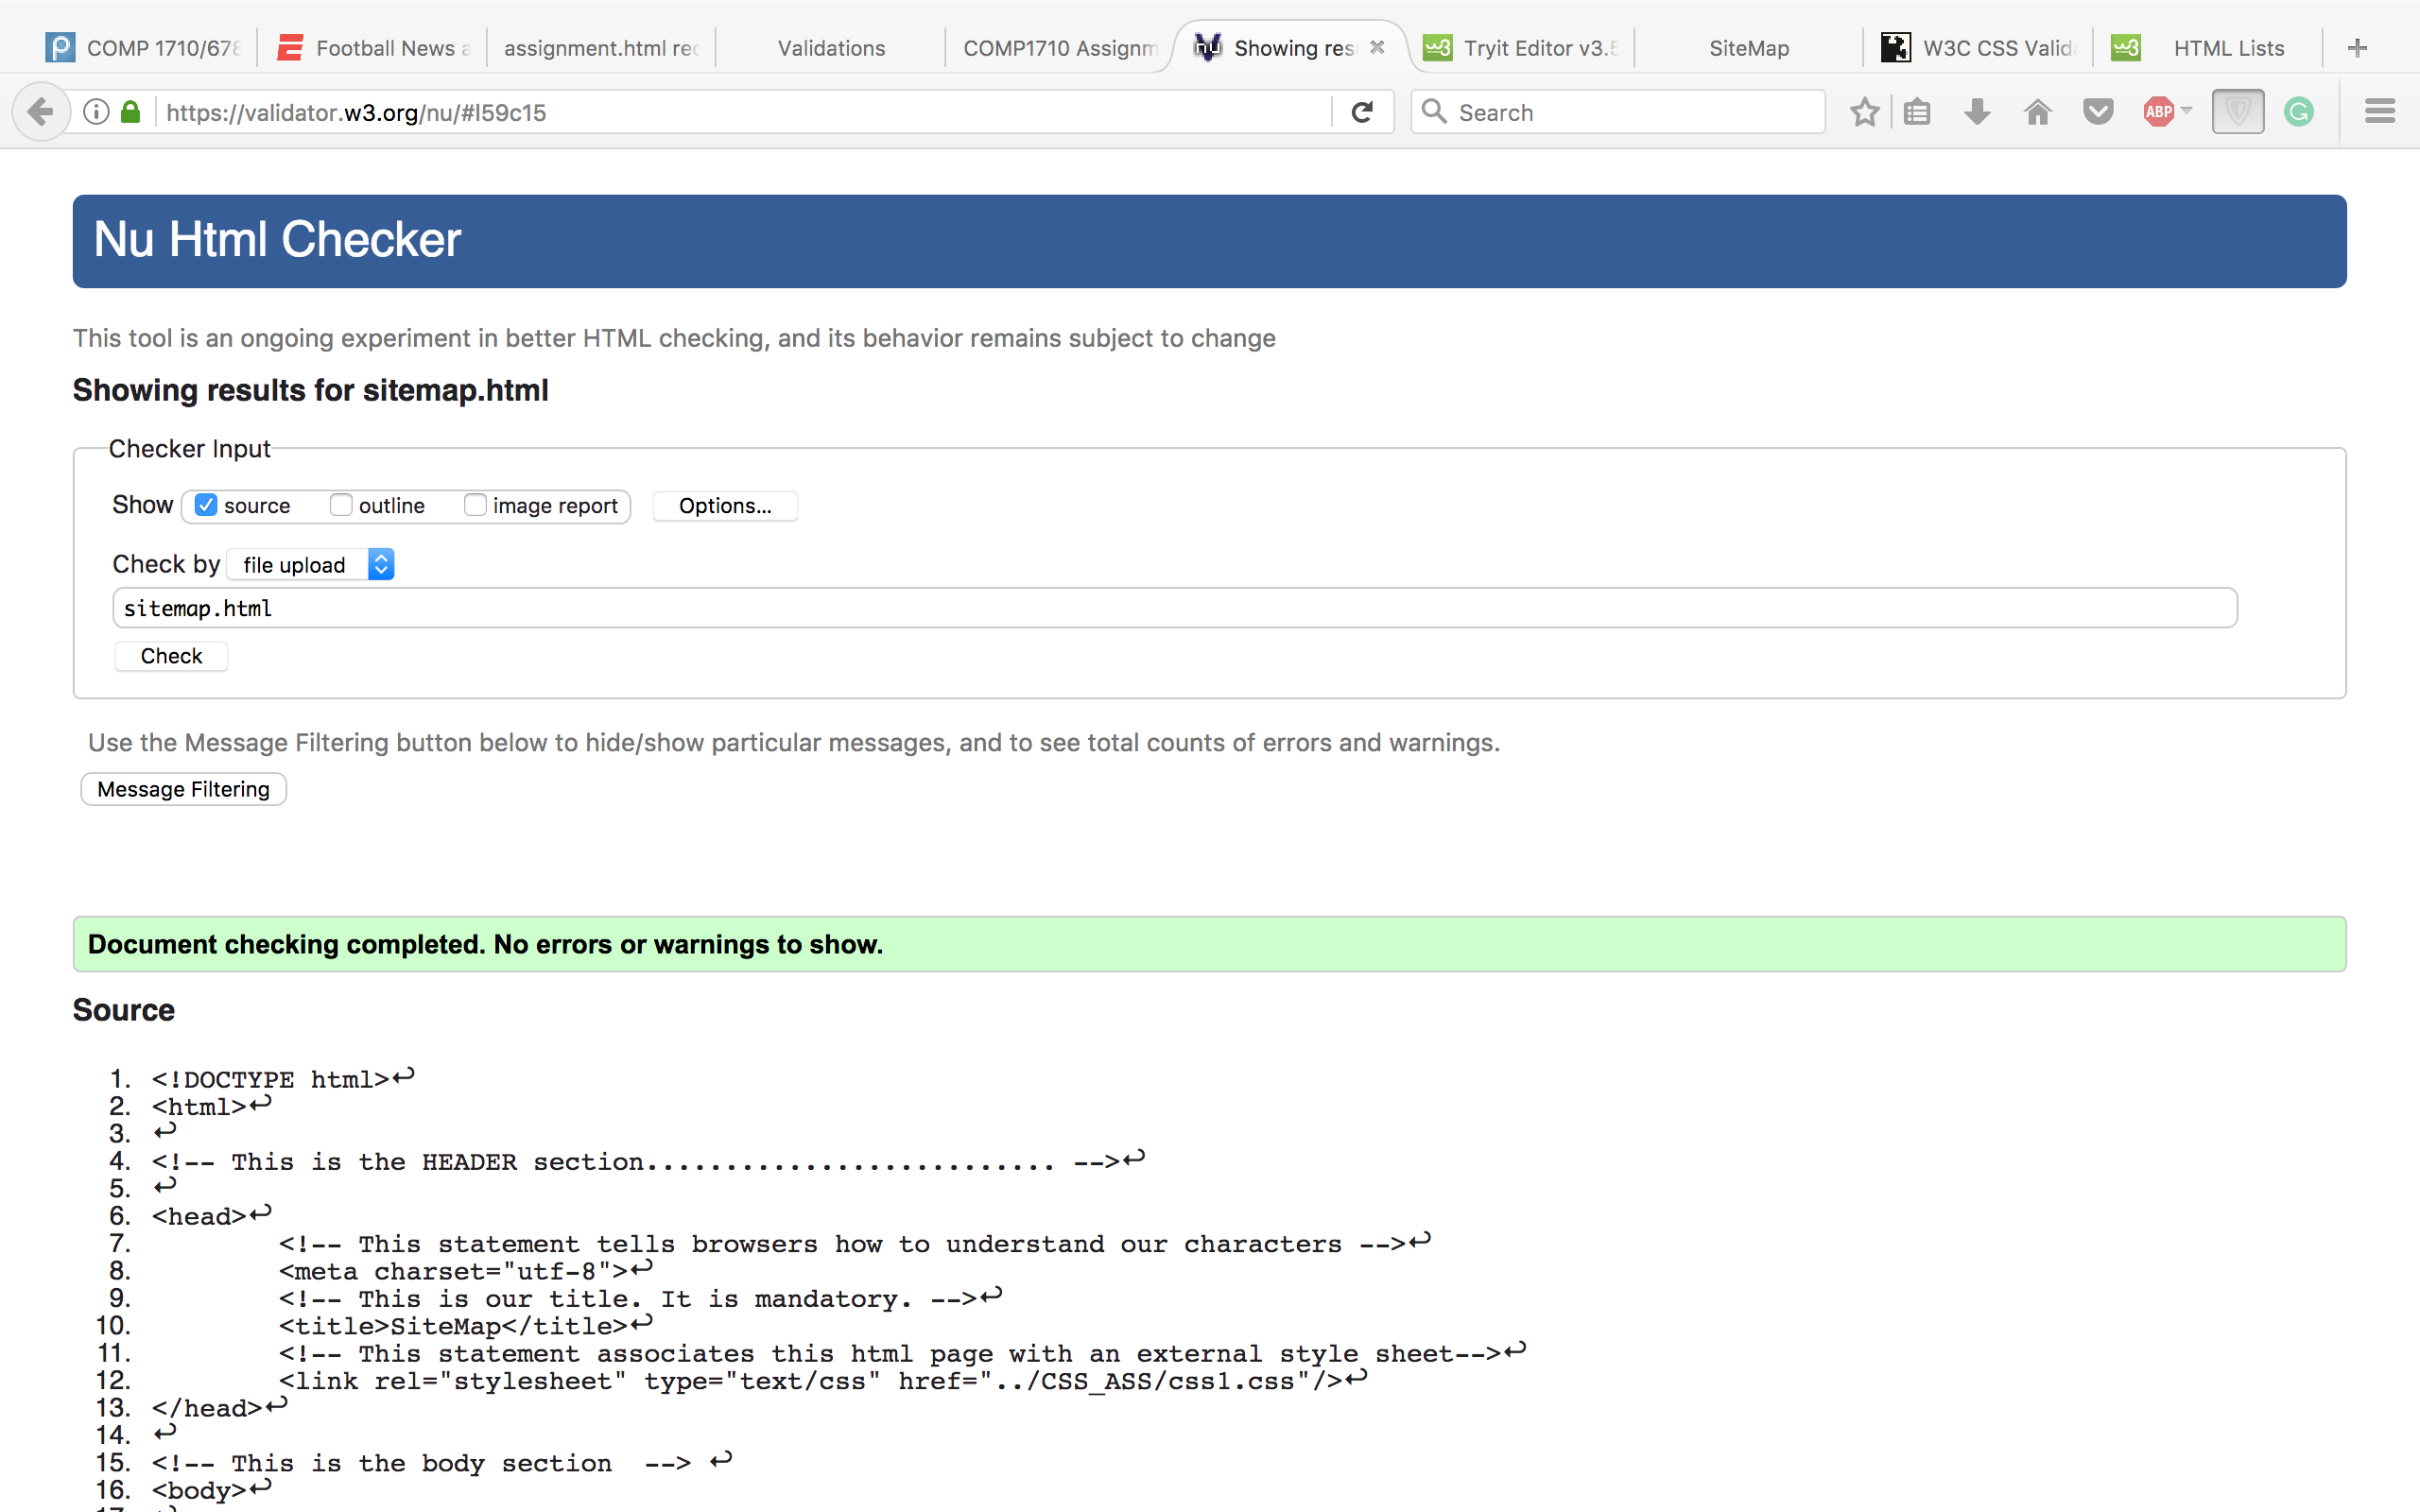 COMP 1710/678 Football News a assignment.html rec Validations COMP1710 Assignm Showing res Tryit Editor v3.5 SiteMap W3C CSS Valid HTML Lists
https://validator.w3.org/nu/#l59c15 Search ABP
Nu Html Checker
This tool is an ongoing experiment in better HTML checking, and its behavior remains subject to change
Showing results for sitemap.html
Checker Input
Show source outline image report Options...
Check by file upload
sitemap.html
Check
Use the Message Filtering button below to hide/show particular messages, and to see total counts of errors and warnings.
Message Filtering
Document checking completed. No errors or warnings to show.
Source
1. <!DOCTYPE html>↩
2. <html>↩
3. ↩
4. <!-- This is the HEADER section.......................... -->↩
5. ↩
6. <head>↩
7. <!-- This statement tells browsers how to understand our characters -->↩
8. <meta charset="utf-8">↩
9. <!-- This is our title. It is mandatory. -->↩
10. <title>SiteMap</title>↩
11. <!-- This statement associates this html page with an external style sheet-->↩
12. <link rel="stylesheet" type="text/css" href="../CSS_ASS/css1.css"/>↩
13. </head>↩
14. ↩
15. <!-- This is the body section  --> ↩
16. <body>↩